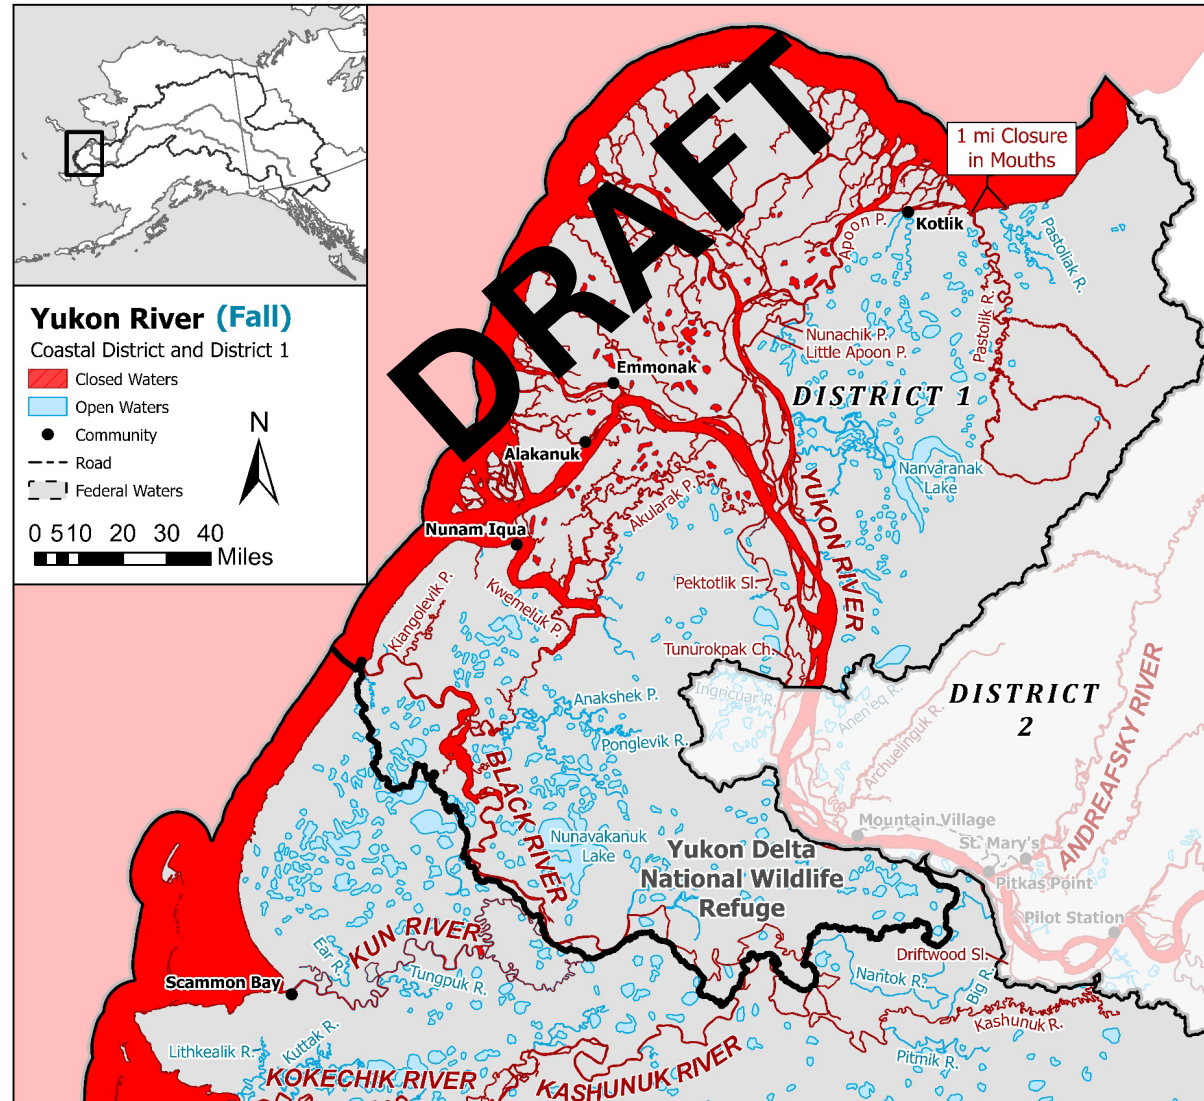 DRAFT
1 mi Closure
in Mouths
Kotlik
Apoon P.
Pastoliak R.
Pastolik R.
Yukon River (Fall)
Coastal District and District 1
Closed Waters
Open Waters
Community
Road
Federal Waters
N
0 5 10 20 30 40
Miles
Nunachik P.
Little Apoon P.
Emmonak
DISTRICT 1
Alakanuk
Nanvaranak
Lake
Akularak P.
YUKON RIVER
Nunam Iqua
Kiangolevik P.
Kwemeluk P.
Pektotlik Sl.
Tunurokpak Ch.
Ingricuar R.
Anen'eq R.
Archuelinguk R.
DISTRICT
2
ANDREAFSKY RIVER
Anakshek P.
Ponglevik R.
BLACK RIVER
Nunavakanuk
Lake
Yukon Delta
National Wildlife
Refuge
Mountain Village
St. Mary's
Pitkas Point
Pilot Station
KUN RIVER
Ear R.
Tungpuk R.
Scammon Bay
Driftwood Sl.
Nantok R.
Big R.
Kashunuk R.
Pitmik R.
Lithkealik R.
Kuttak R.
KOKECHIK RIVER
KASHUNUK RIVER